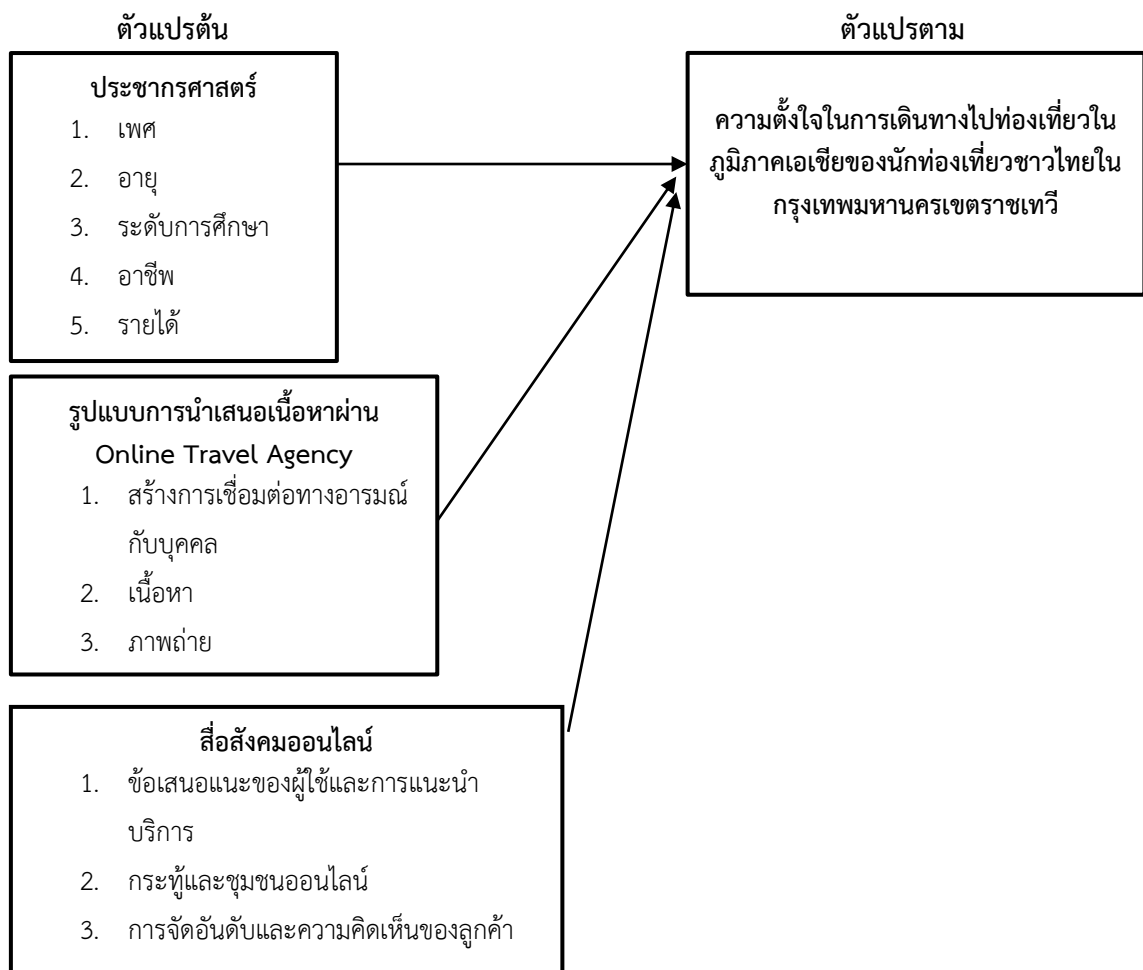 ตัวแปรต้น
ประชากรศาสตร์
1. เพศ
2. อายุ
3. ระดับการศึกษา
4. อาชีพ
5. รายได้
รูปแบบการนำเสนอเนื้อหาผ่าน
Online Travel Agency
1. สร้างการเชื่อมต่อทางอารมณ์
กับบุคคล
2. เนื้อหา
3. ภาพถ่าย
สื่อสังคมออนไลน์
1. ข้อเสนอแนะของผู้ใช้และการแนะนำ
บริการ
2. กระทู้และชุมชนออนไลน์
3. การจัดอันดับและความคิดเห็นของลูกค้า
ตัวแปรตาม
ความตั้งใจในการเดินทางไปท่องเที่ยวใน
ภูมิภาคเอเชียของนักท่องเที่ยวชาวไทยใน
กรุงเทพมหานครเขตราชเทวี